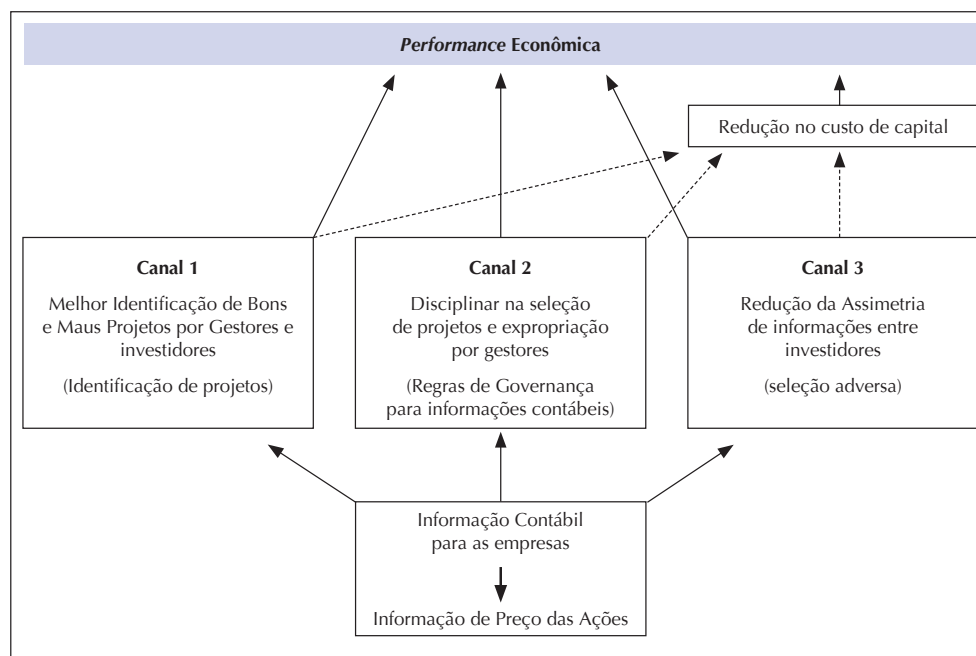 Performance Econômica
Redução no custo de capital
Canal 1
Melhor Identificação de Bons
e Maus Projetos por Gestores e
investidores
(Identificação de projetos)
Canal 2
Disciplinar na seleção
de projetos e expropriação
por gestores
(Regras de Governança
para informações contábeis)
Canal 3
Redução da Assimetria
de informações entre
investidores
(seleção adversa)
Informação Contábil
para as empresas
Informação de Preço das Ações